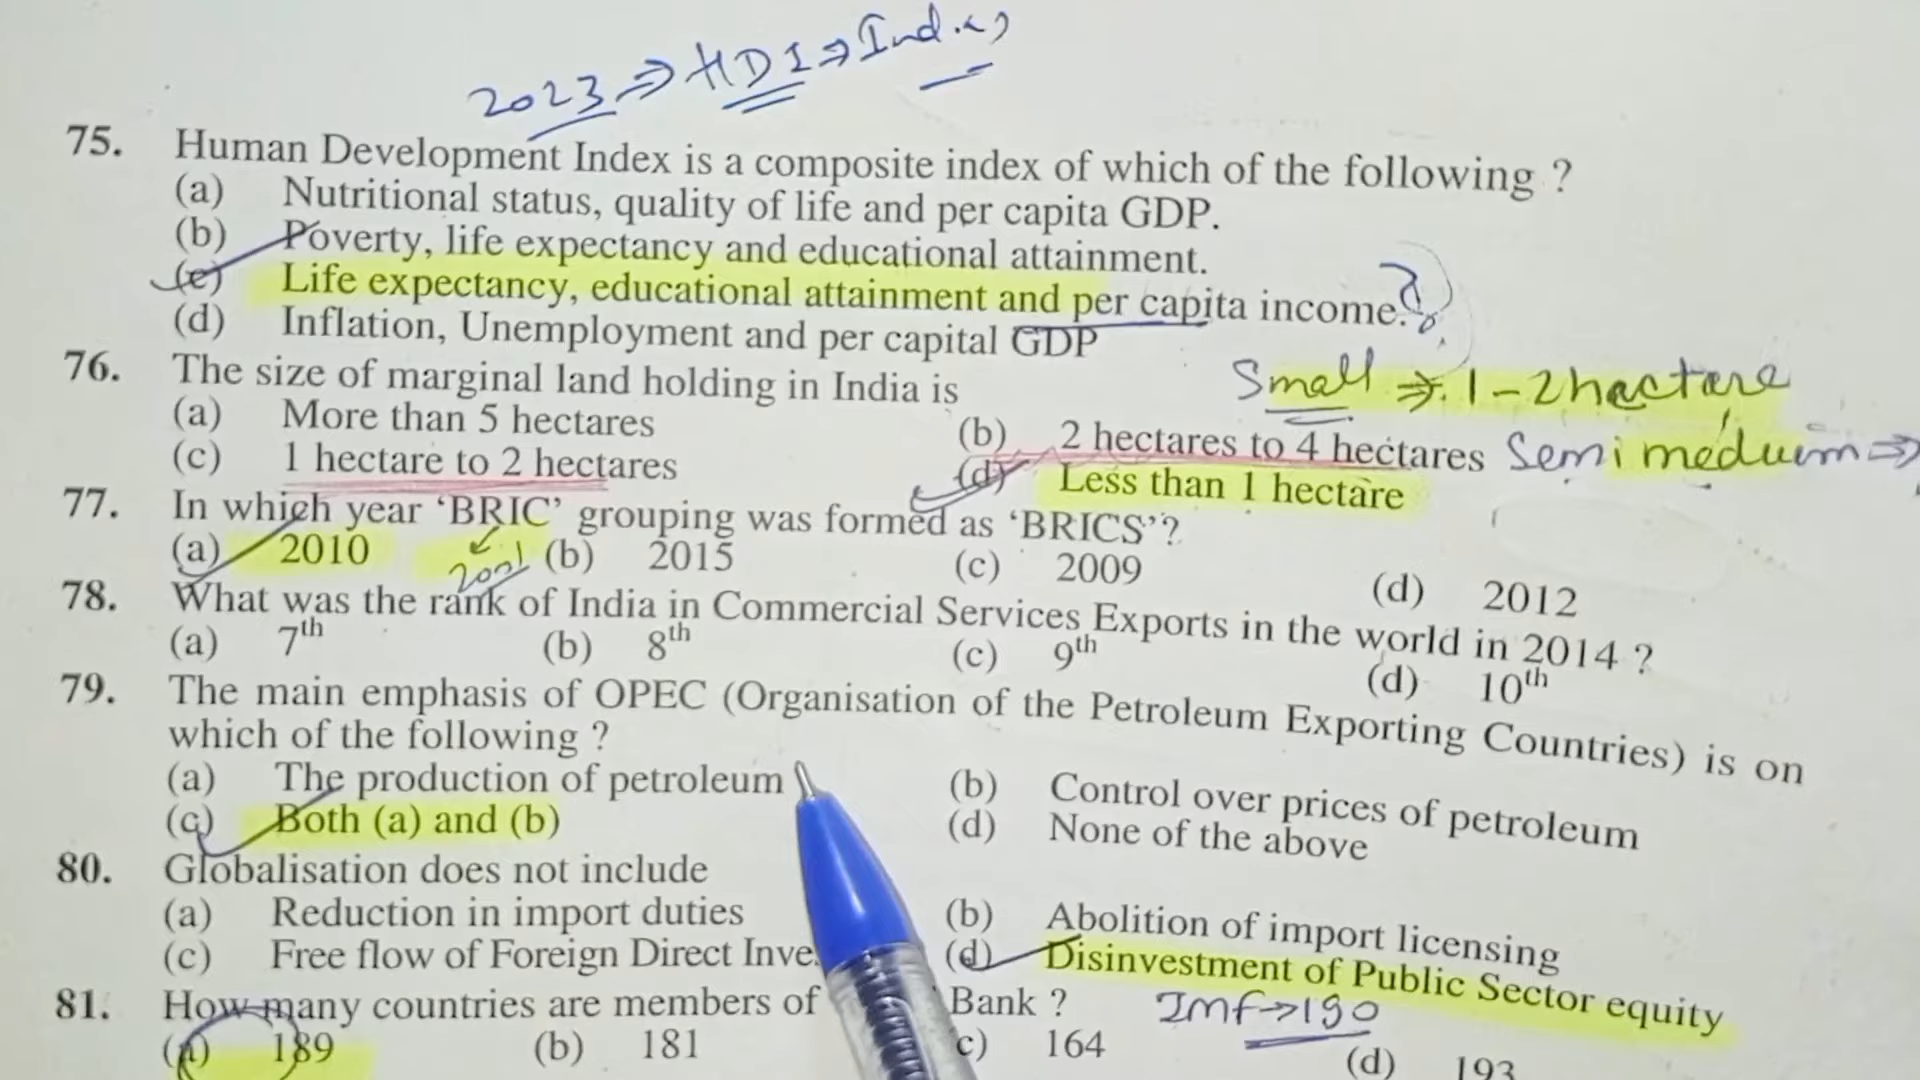 2023 ⇒ HDI ⇒ India
75. Human Development Index is a composite index of which of the following ?
(a) Nutritional status, quality of life and per capita GDP.
(b) Poverty, life expectancy and educational attainment.
(c) Life expectancy, educational attainment and per capita income.
(d) Inflation, Unemployment and per capital GDP
76. The size of marginal land holding in India is
Small ⇒ 1-2 hactare
(a) More than 5 hectares (b) 2 hectares to 4 hectares
Semi medium ⇒
(c) 1 hectare to 2 hectares (d) Less than 1 hectare
77. In which year ‘BRIC’ grouping was formed as ‘BRICS’?
(a) 2010 (b) 2015 (c) 2009 (d) 2012
2001
78. What was the rank of India in Commercial Services Exports in the world in 2014 ?
(a) 7th (b) 8th (c) 9th (d) 10th
79. The main emphasis of OPEC (Organisation of the Petroleum Exporting Countries) is on
which of the following ?
(a) The production of petroleum (b) Control over prices of petroleum
(c) Both (a) and (b) (d) None of the above
80. Globalisation does not include
(a) Reduction in import duties (b) Abolition of import licensing
(c) Free flow of Foreign Direct (d) Disinvestment of Public Sector equity
81. How many countries are members of Bank ?
IMF → 190
(a) 189 (b) 181 c) 164 (d) 193